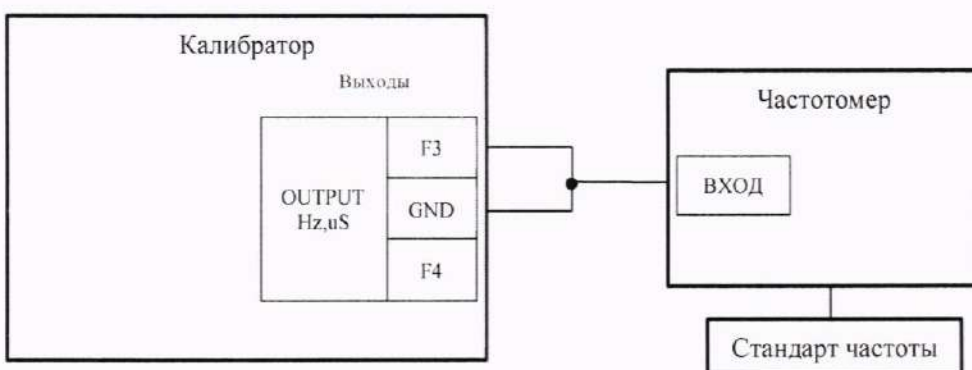 Калибратор
Выходы
OUTPUT
Hz,uS
F3
GND
F4
Частотомер
ВХОД
Стандарт частоты